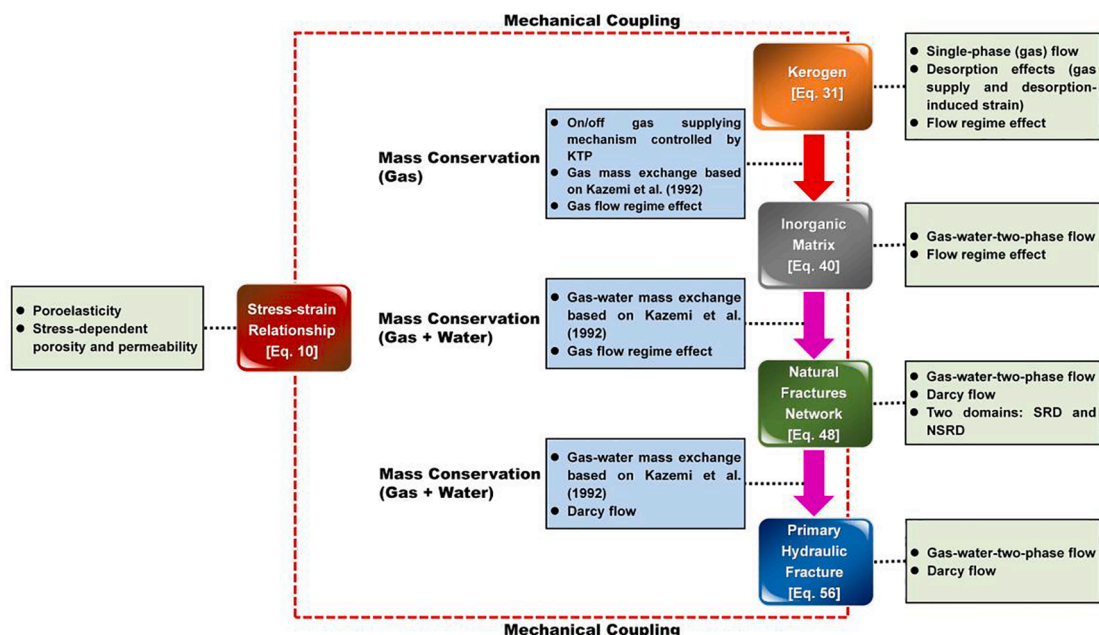 Mechanical Coupling
Kerogen
[Eq. 31]
● Single-phase (gas) flow
● Desorption effects (gas
supply and desorption-
induced strain)
● Flow regime effect
Mass Conservation
(Gas)
● On/off gas supplying
mechanism controlled by
KTP
● Gas mass exchange based
on Kazemi et al. (1992)
● Gas flow regime effect
Inorganic
Matrix
[Eq. 40]
● Gas-water-two-phase flow
● Flow regime effect
● Poroelasticity
● Stress-dependent
porosity and permeability
Stress-strain
Relationship
[Eq. 10]
Mass Conservation
(Gas + Water)
● Gas-water mass exchange
based on Kazemi et al.
(1992)
● Gas flow regime effect
Natural
Fractures
Network
[Eq. 48]
● Gas-water-two-phase flow
● Darcy flow
● Two domains: SRD and
NSRD
Mass Conservation
(Gas + Water)
● Gas-water mass exchange
based on Kazemi et al.
(1992)
● Darcy flow
Primary
Hydraulic
Fracture
[Eq. 56]
● Gas-water-two-phase flow
● Darcy flow
Mechanical Coupling